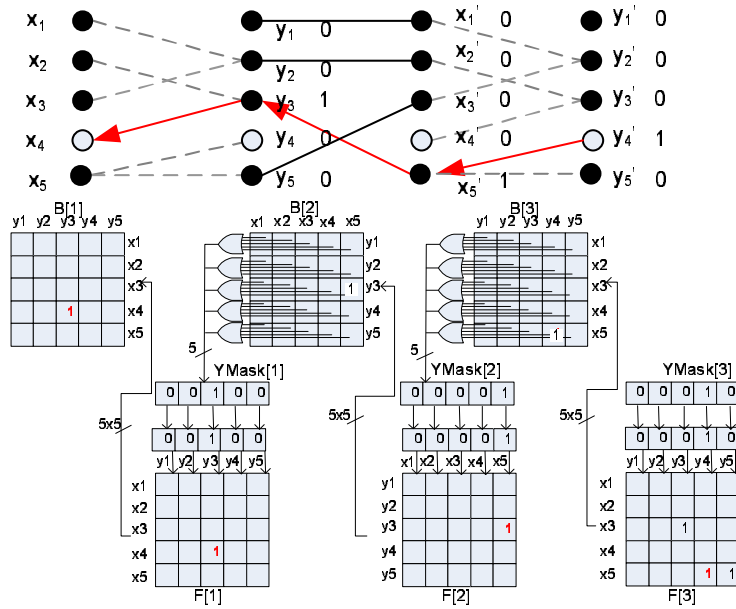 x1 y1 0 x1' 0 y1' 0
x2 y2 0 x2' 0 y2' 0
x3 y3 1 x3' 0 y3' 0
x4 y4 0 x4' 0 y4' 1
x5 y5 0 x5' 1 y5' 0
B[1] B[2] B[3]
y1 y2 y3 y4 y5 x1 x2 x3 x4 x5 y1 y2 y3 y4 y5
x1 y1 x1
x2 y2 x2
x3 1 y3 x3
1 x4 y4 x4
x5 y5 1 x5
5 5
YMask[1] YMask[2] YMask[3]
0 0 1 0 0 0 0 0 0 1 0 0 0 1 0
5x5 5x5 5x5
0 0 1 0 0 0 0 0 0 1 0 0 0 1 0
y1 y2 y3 y4 y5 x1 x2 x3 x4 x5 y1 y2 y3 y4 y5
x1 y1 x1
x2 y2 x2
x3 y3 1 x3 1
x4 1 y4 x4
x5 y5 x5 1 1
F[1] F[2] F[3]